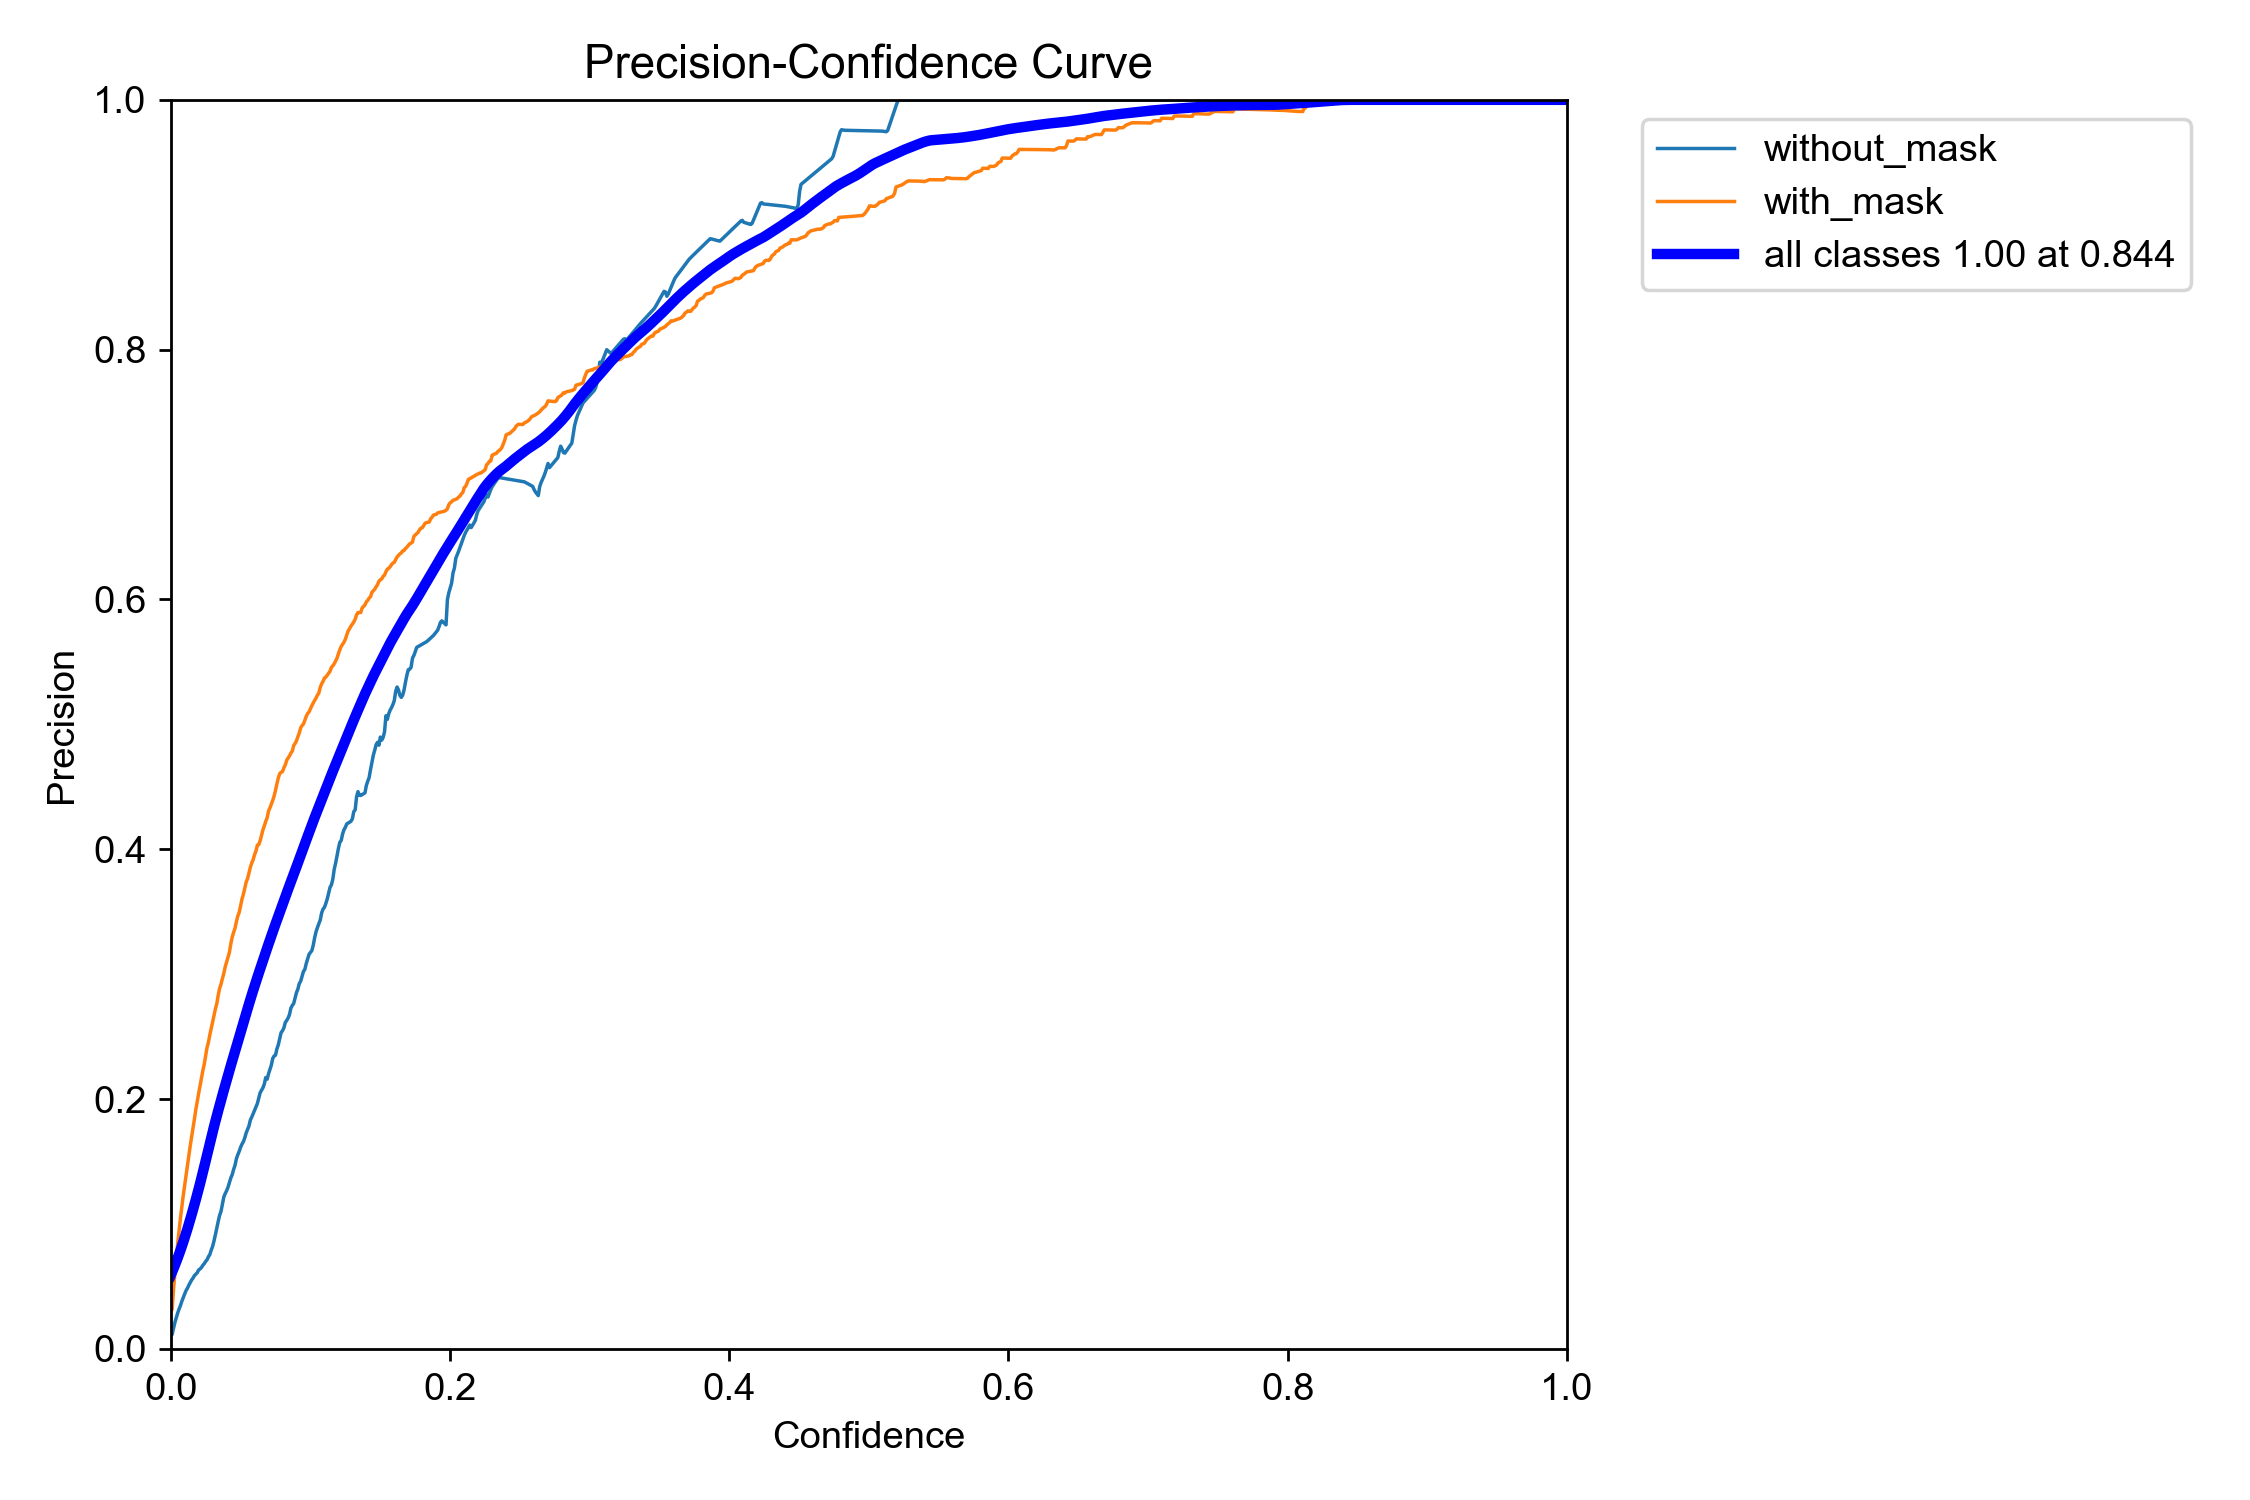 Precision-Confidence Curve
1.0
0.8
0.6
0.4
0.2
0.0
Precision
0.0 0.2 0.4 0.6 0.8 1.0
Confidence
without_mask
with_mask
all classes 1.00 at 0.844